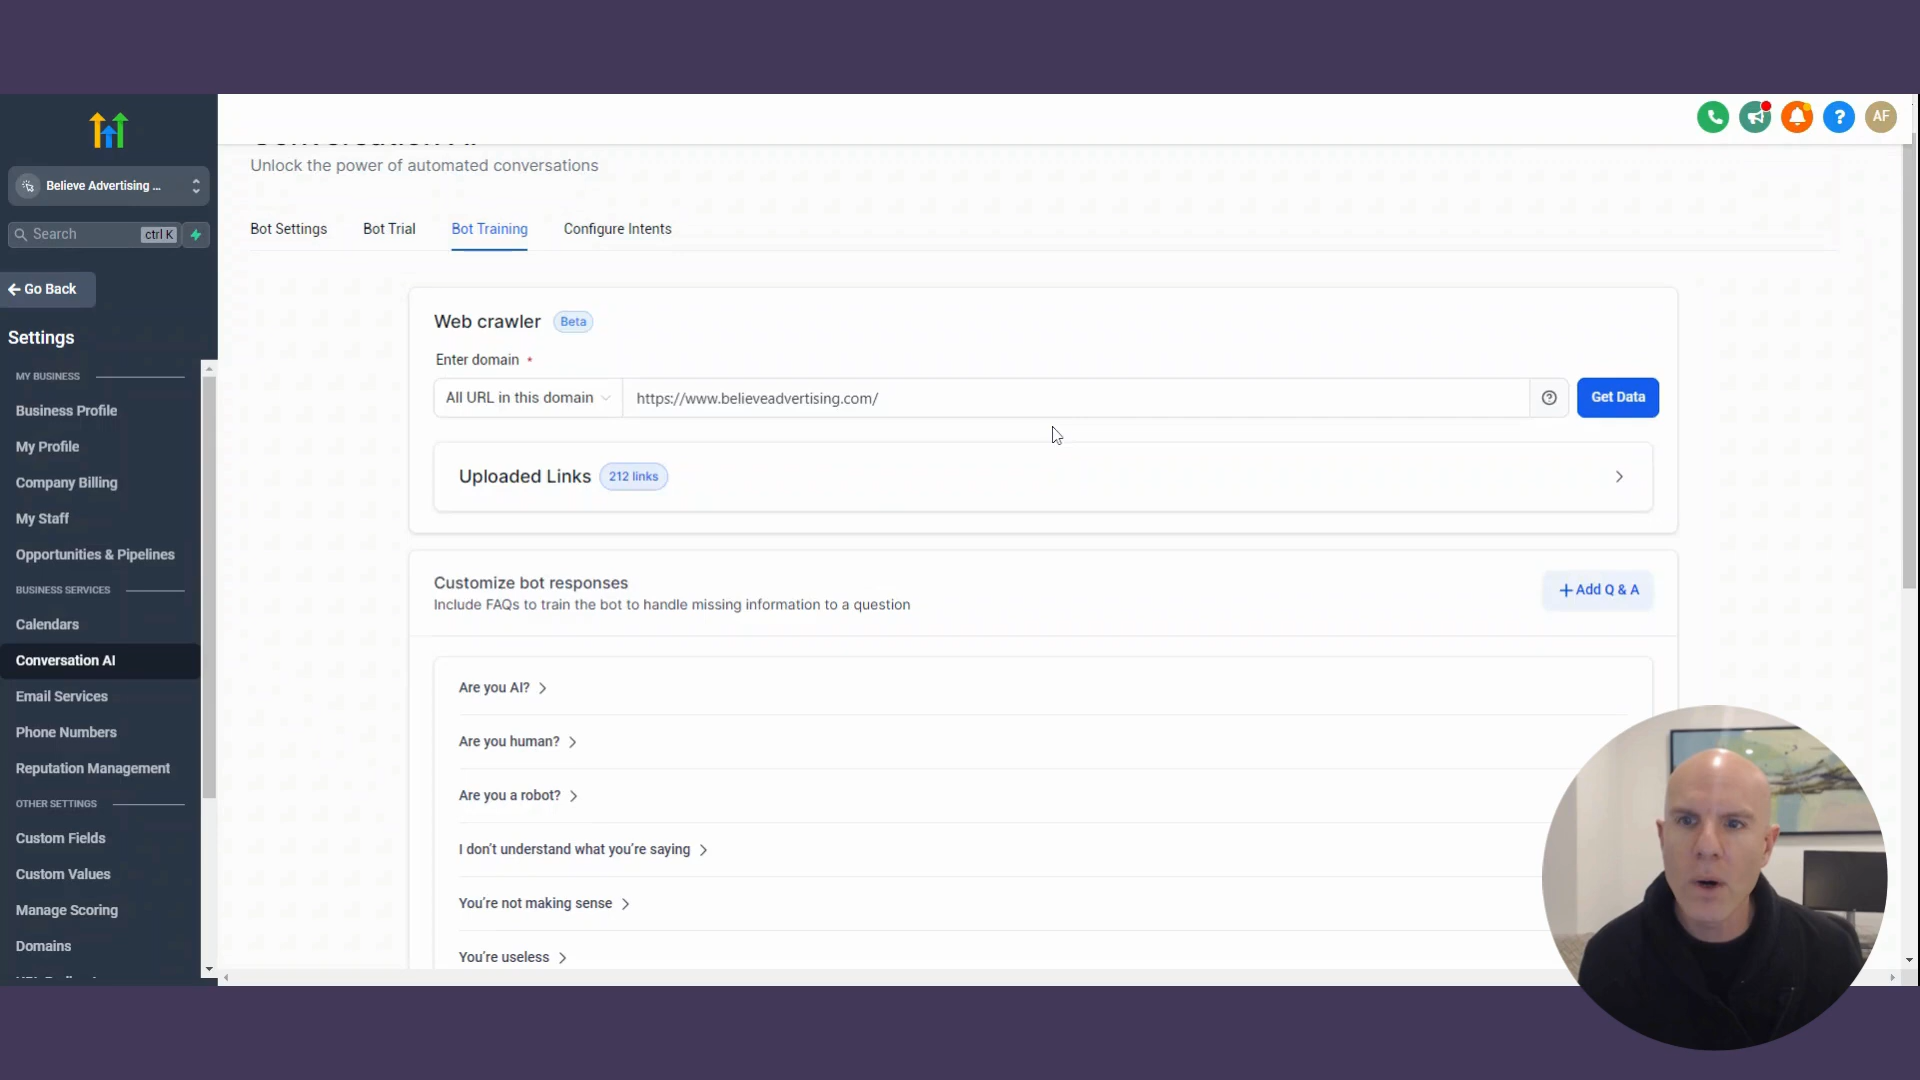 Believe Advertising ...
Search
ctrl K
Go Back
Settings
MY BUSINESS
Business Profile
My Profile
Company Billing
My Staff
Opportunities & Pipelines
BUSINESS SERVICES
Calendars
Conversation AI
Email Services
Phone Numbers
Reputation Management
OTHER SETTINGS
Custom Fields
Custom Values
Manage Scoring
Domains
?
AF
Unlock the power of automated conversations
Bot Settings
Bot Trial
Bot Training
Configure Intents
Web crawler
Beta
Enter domain *
All URL in this domain
https://www.believeadvertising.com/
Get Data
Uploaded Links
212 links
Customize bot responses
Include FAQs to train the bot to handle missing information to a question
+ Add Q & A
Are you AI?
Are you human?
Are you a robot?
I don't understand what you're saying
You're not making sense
You're useless